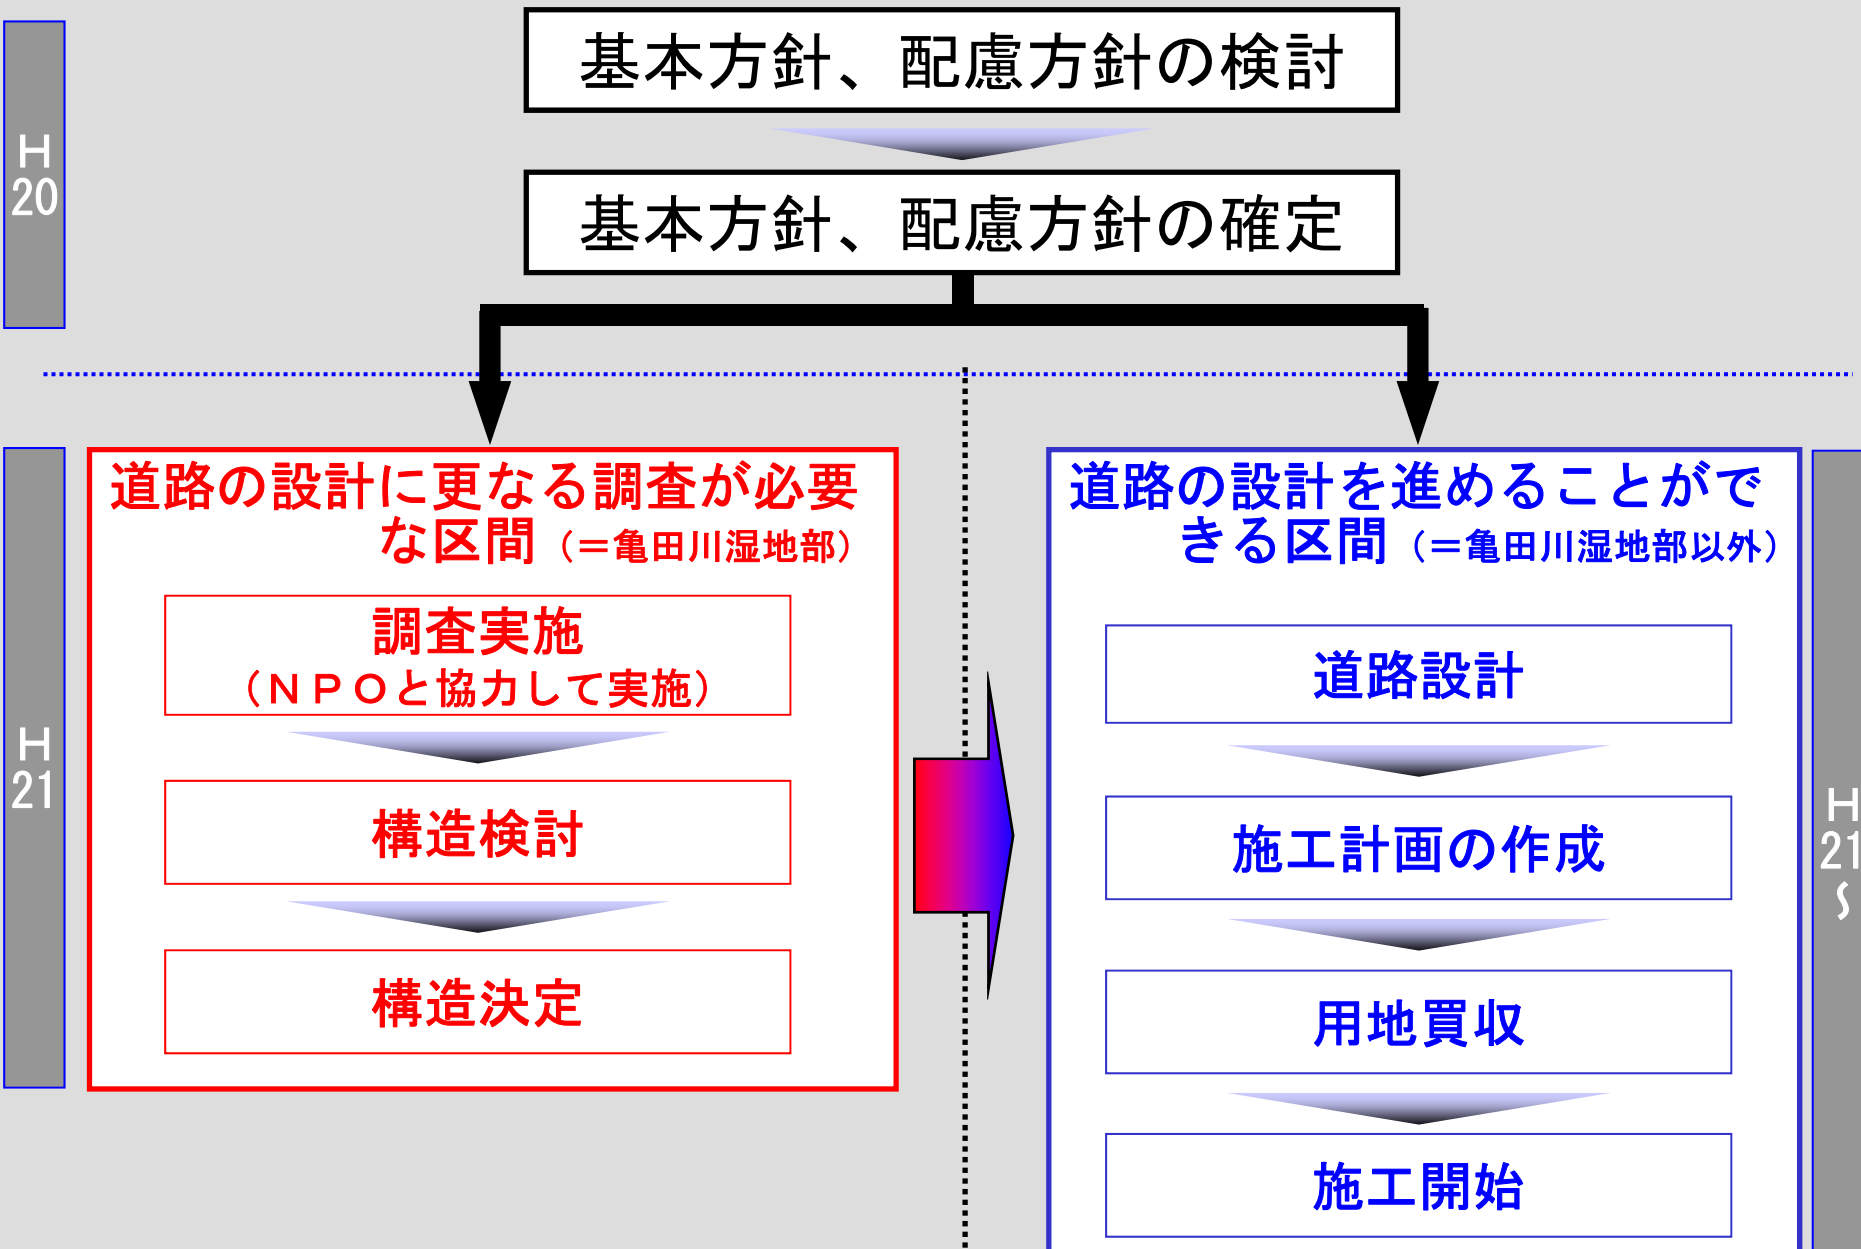 H
20
基本方針、配慮方針の検討
基本方針、配慮方針の確定
H
21
道路の設計に更なる調査が必要
な区間（＝亀田川湿地部）
調査実施
（ＮＰＯと協力して実施）
構造検討
構造決定
道路の設計を進めることがで
きる区間（＝亀田川湿地部以外）
道路設計
施工計画の作成
用地買収
施工開始
H
21
～